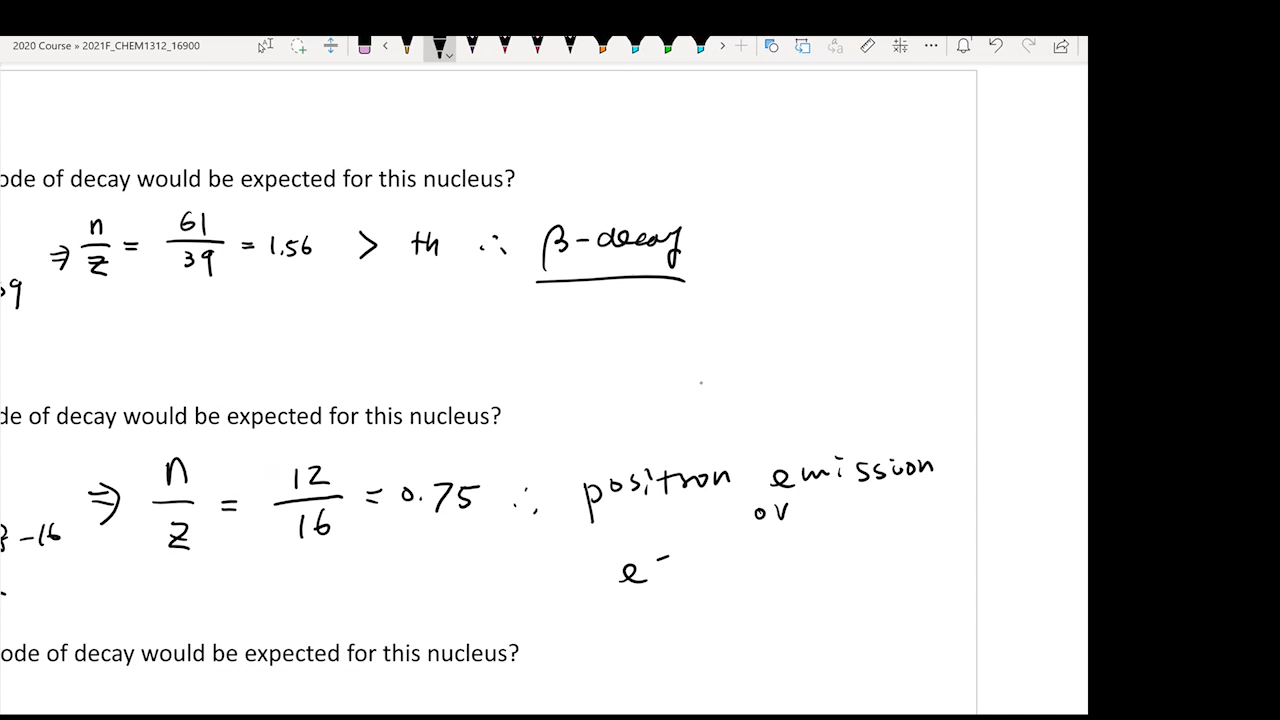 2020 Course » 2021F_CHEM1312_16900
ode of decay would be expected for this nucleus?
⇒ n/z = 61/39 = 1.56 > th ∴ β-decay
39
de of decay would be expected for this nucleus?
⇒ n/z = 12/16 = 0.75 ∴ positron emission
or
-16
e⁻
ode of decay would be expected for this nucleus?